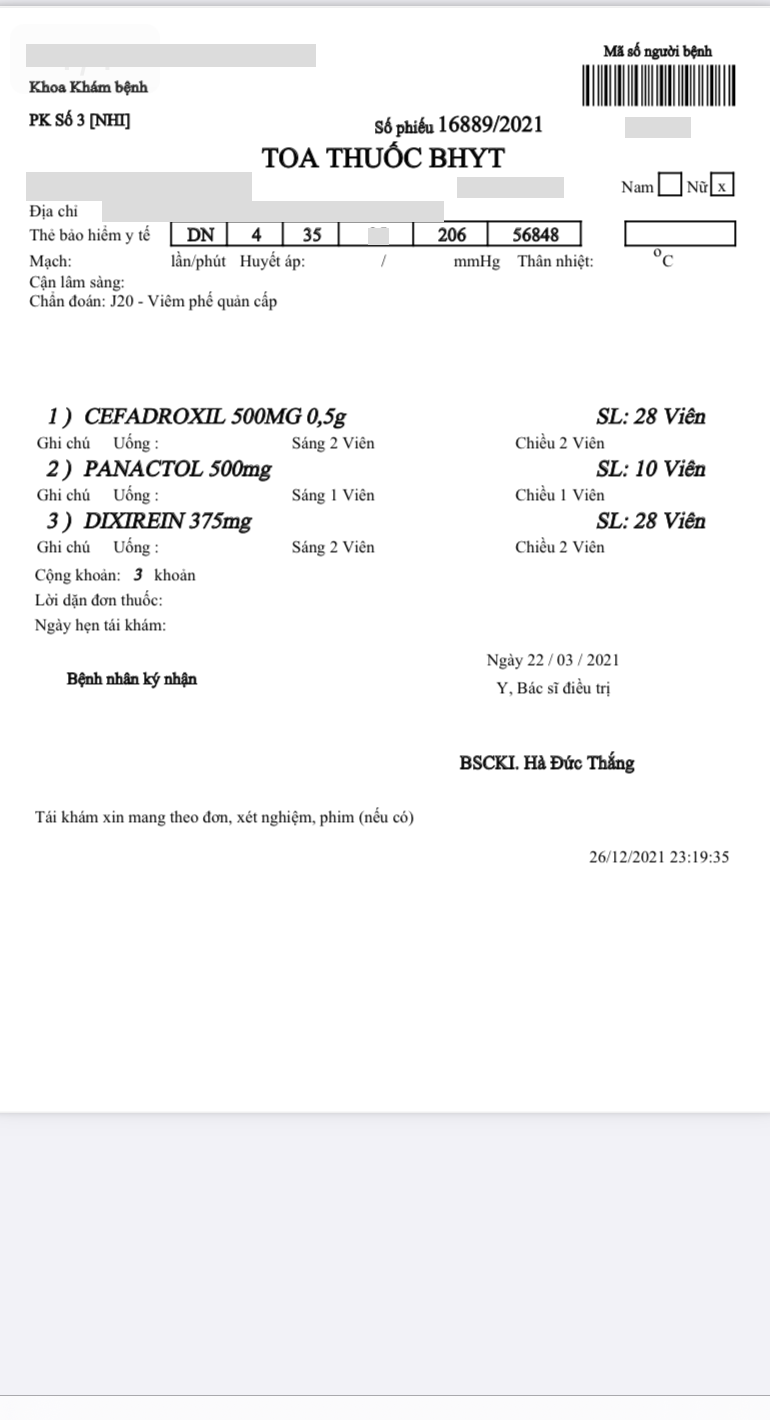 Mã số người bệnh
Khoa Khám bệnh
PK Số 3 [NHI]
Số phiếu 16889/2021
TOA THUỐC BHYT
Nam Nữ x
Địa chỉ
Thẻ bảo hiểm y tế DN 4 35 206 56848
Mạch: lần/phút Huyết áp: / mmHg Thân nhiệt: °C
Cận lâm sàng:
Chẩn đoán: J20 - Viêm phế quản cấp
1 ) CEFADROXIL 500MG 0,5g SL: 28 Viên
Ghi chú Uống : Sáng 2 Viên Chiều 2 Viên
2 ) PANACTOL 500mg SL: 10 Viên
Ghi chú Uống : Sáng 1 Viên Chiều 1 Viên
3 ) DIXIREIN 375mg SL: 28 Viên
Ghi chú Uống : Sáng 2 Viên Chiều 2 Viên
Cộng khoản: 3 khoản
Lời dặn đơn thuốc:
Ngày hẹn tái khám:
Ngày 22 / 03 / 2021
Bệnh nhân ký nhận
Y, Bác sĩ điều trị
BSCKI. Hà Đức Thắng
Tái khám xin mang theo đơn, xét nghiệm, phim (nếu có)
26/12/2021 23:19:35